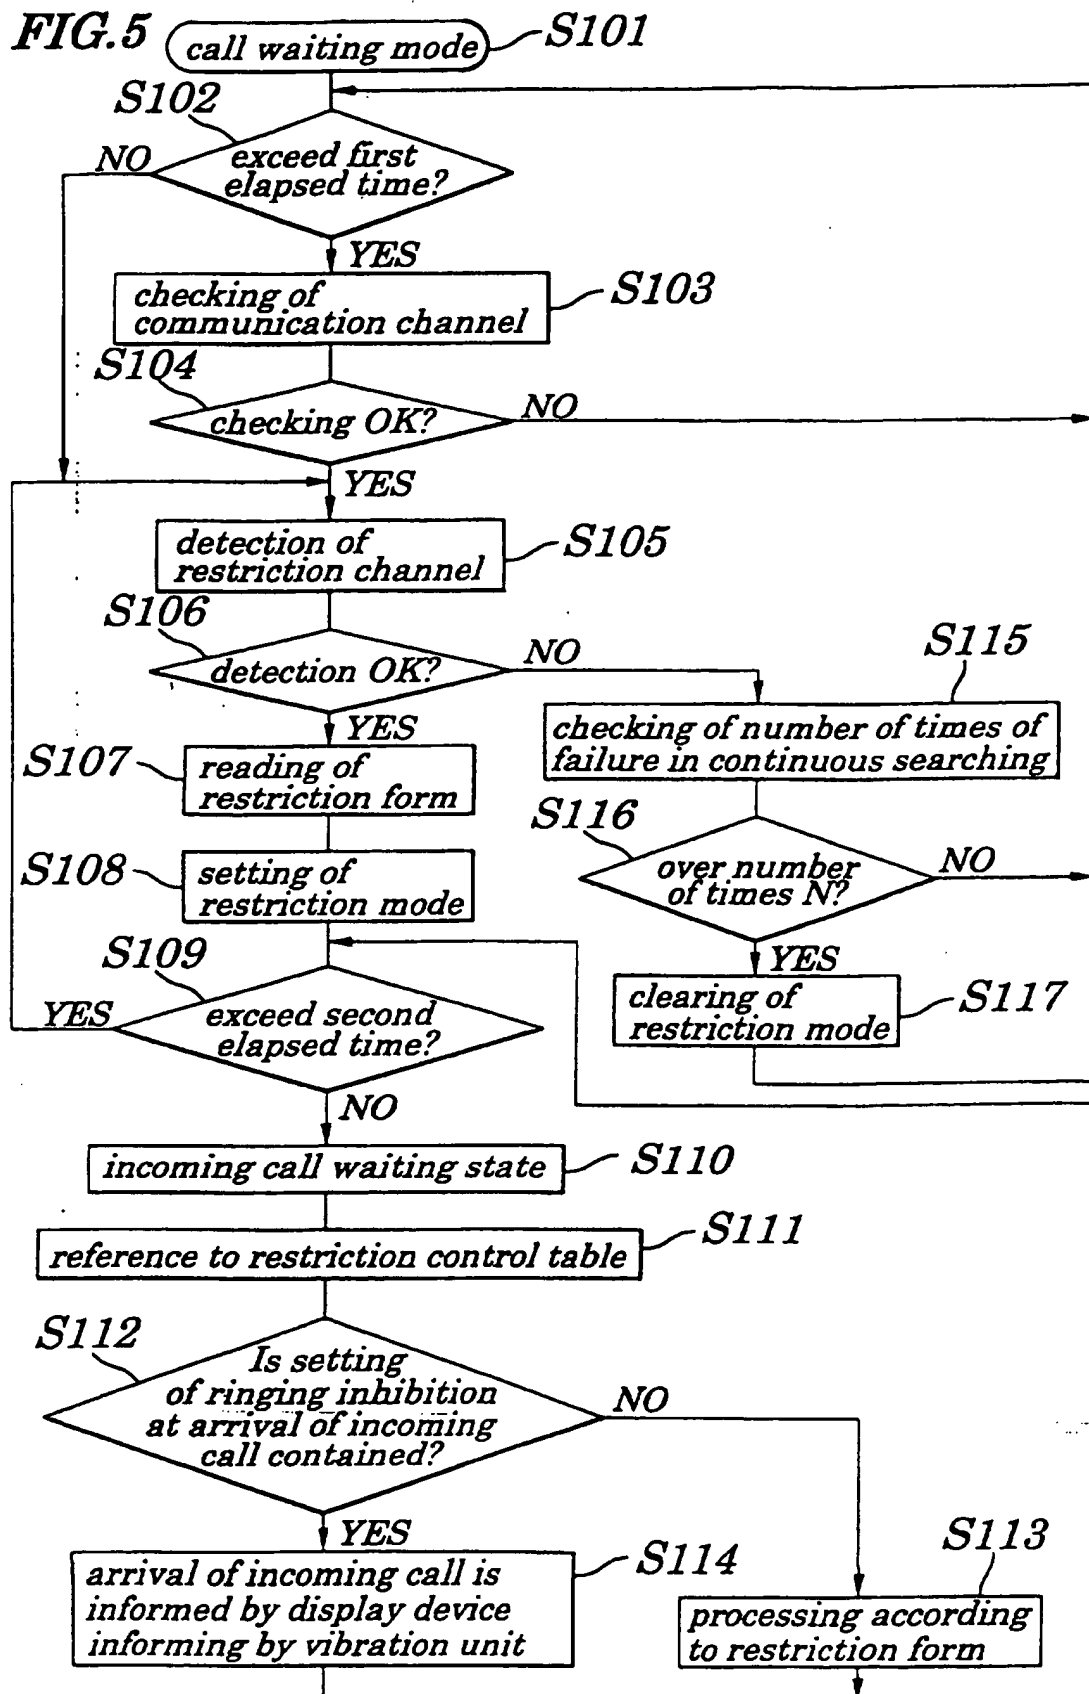 FIG.5
call waiting mode
S101
S102
NO
exceed first
elapsed time?
YES
checking of
communication channel
S103
S104
checking OK?
NO
YES
detection of
restriction channel
S105
S106
detection OK?
NO
S115
YES
checking of number of times of
failure in continuous searching
S107
reading of
restriction form
S116
over number
of times N?
NO
S108
setting of
restriction mode
S109
YES
YES
exceed second
elapsed time?
clearing of
restriction mode
S117
NO
incoming call waiting state
S110
reference to restriction control table
S111
S112
Is setting
of ringing inhibition
at arrival of incoming
call contained?
NO
YES
S114
S113
arrival of incoming call is
informed by display device
informing by vibration unit
processing according
to restriction form